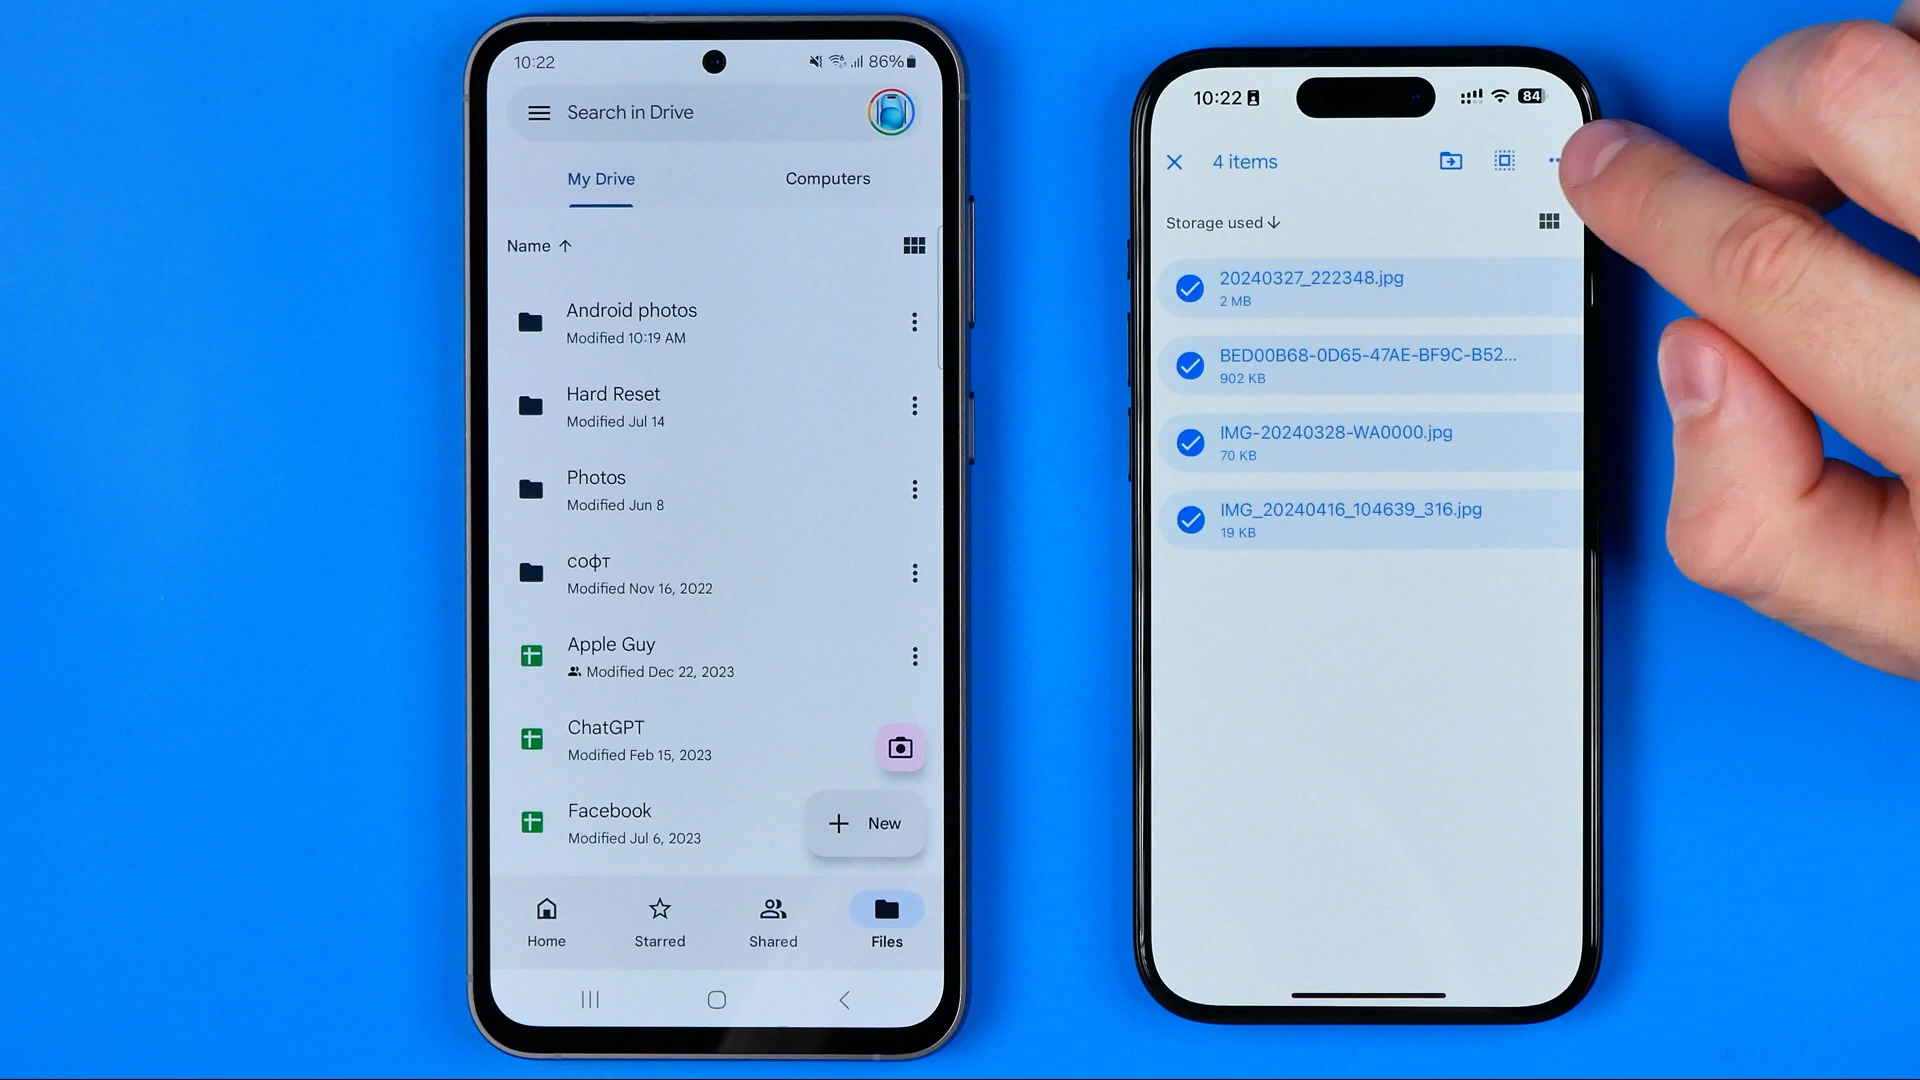 10:22
86%
Search in Drive
My Drive
Computers
Name
Android photos
Modified 10:19 AM
Hard Reset
Modified Jul 14
Photos
Modified Jun 8
софт
Modified Nov 16, 2022
Apple Guy
Modified Dec 22, 2023
ChatGPT
Modified Feb 15, 2023
Facebook
Modified Jul 6, 2023
New
Home
Starred
Shared
Files
10:22
84
4 items
Storage used
20240327_222348.jpg
2 MB
BED00B68-0D65-47AE-BF9C-B52...
902 KB
IMG-20240328-WA0000.jpg
70 KB
IMG_20240416_104639_316.jpg
19 KB